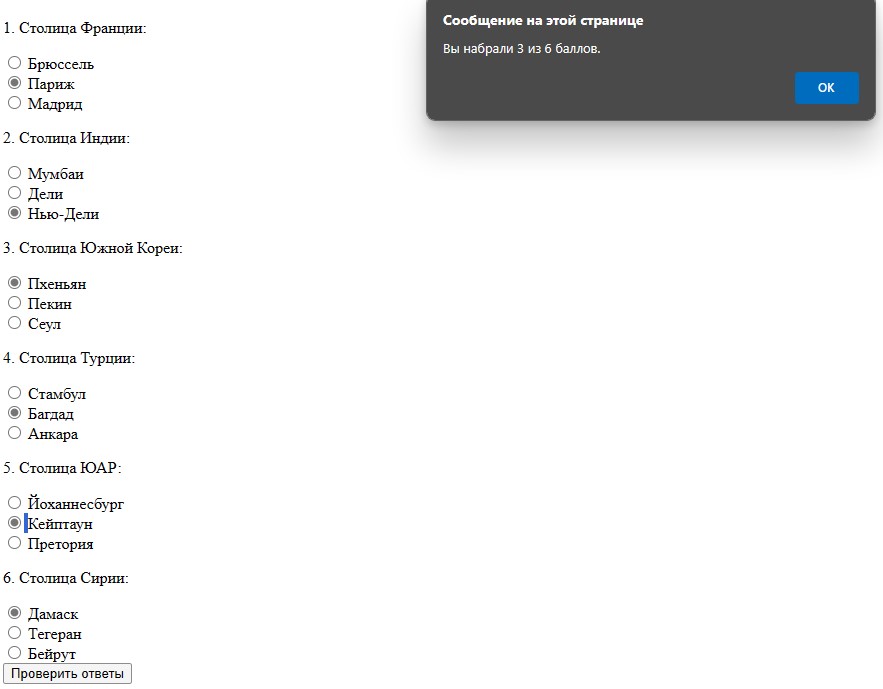 Сообщение на этой странице
Вы набрали 3 из 6 баллов.
ОК
1. Столица Франции:
Брюссель
Париж
Мадрид
2. Столица Индии:
Мумбаи
Дели
Нью-Дели
3. Столица Южной Кореи:
Пхеньян
Пекин
Сеул
4. Столица Турции:
Стамбул
Багдад
Анкара
5. Столица ЮАР:
Йоханнесбург
Кейптаун
Претория
6. Столица Сирии:
Дамаск
Тегеран
Бейрут
Проверить ответы